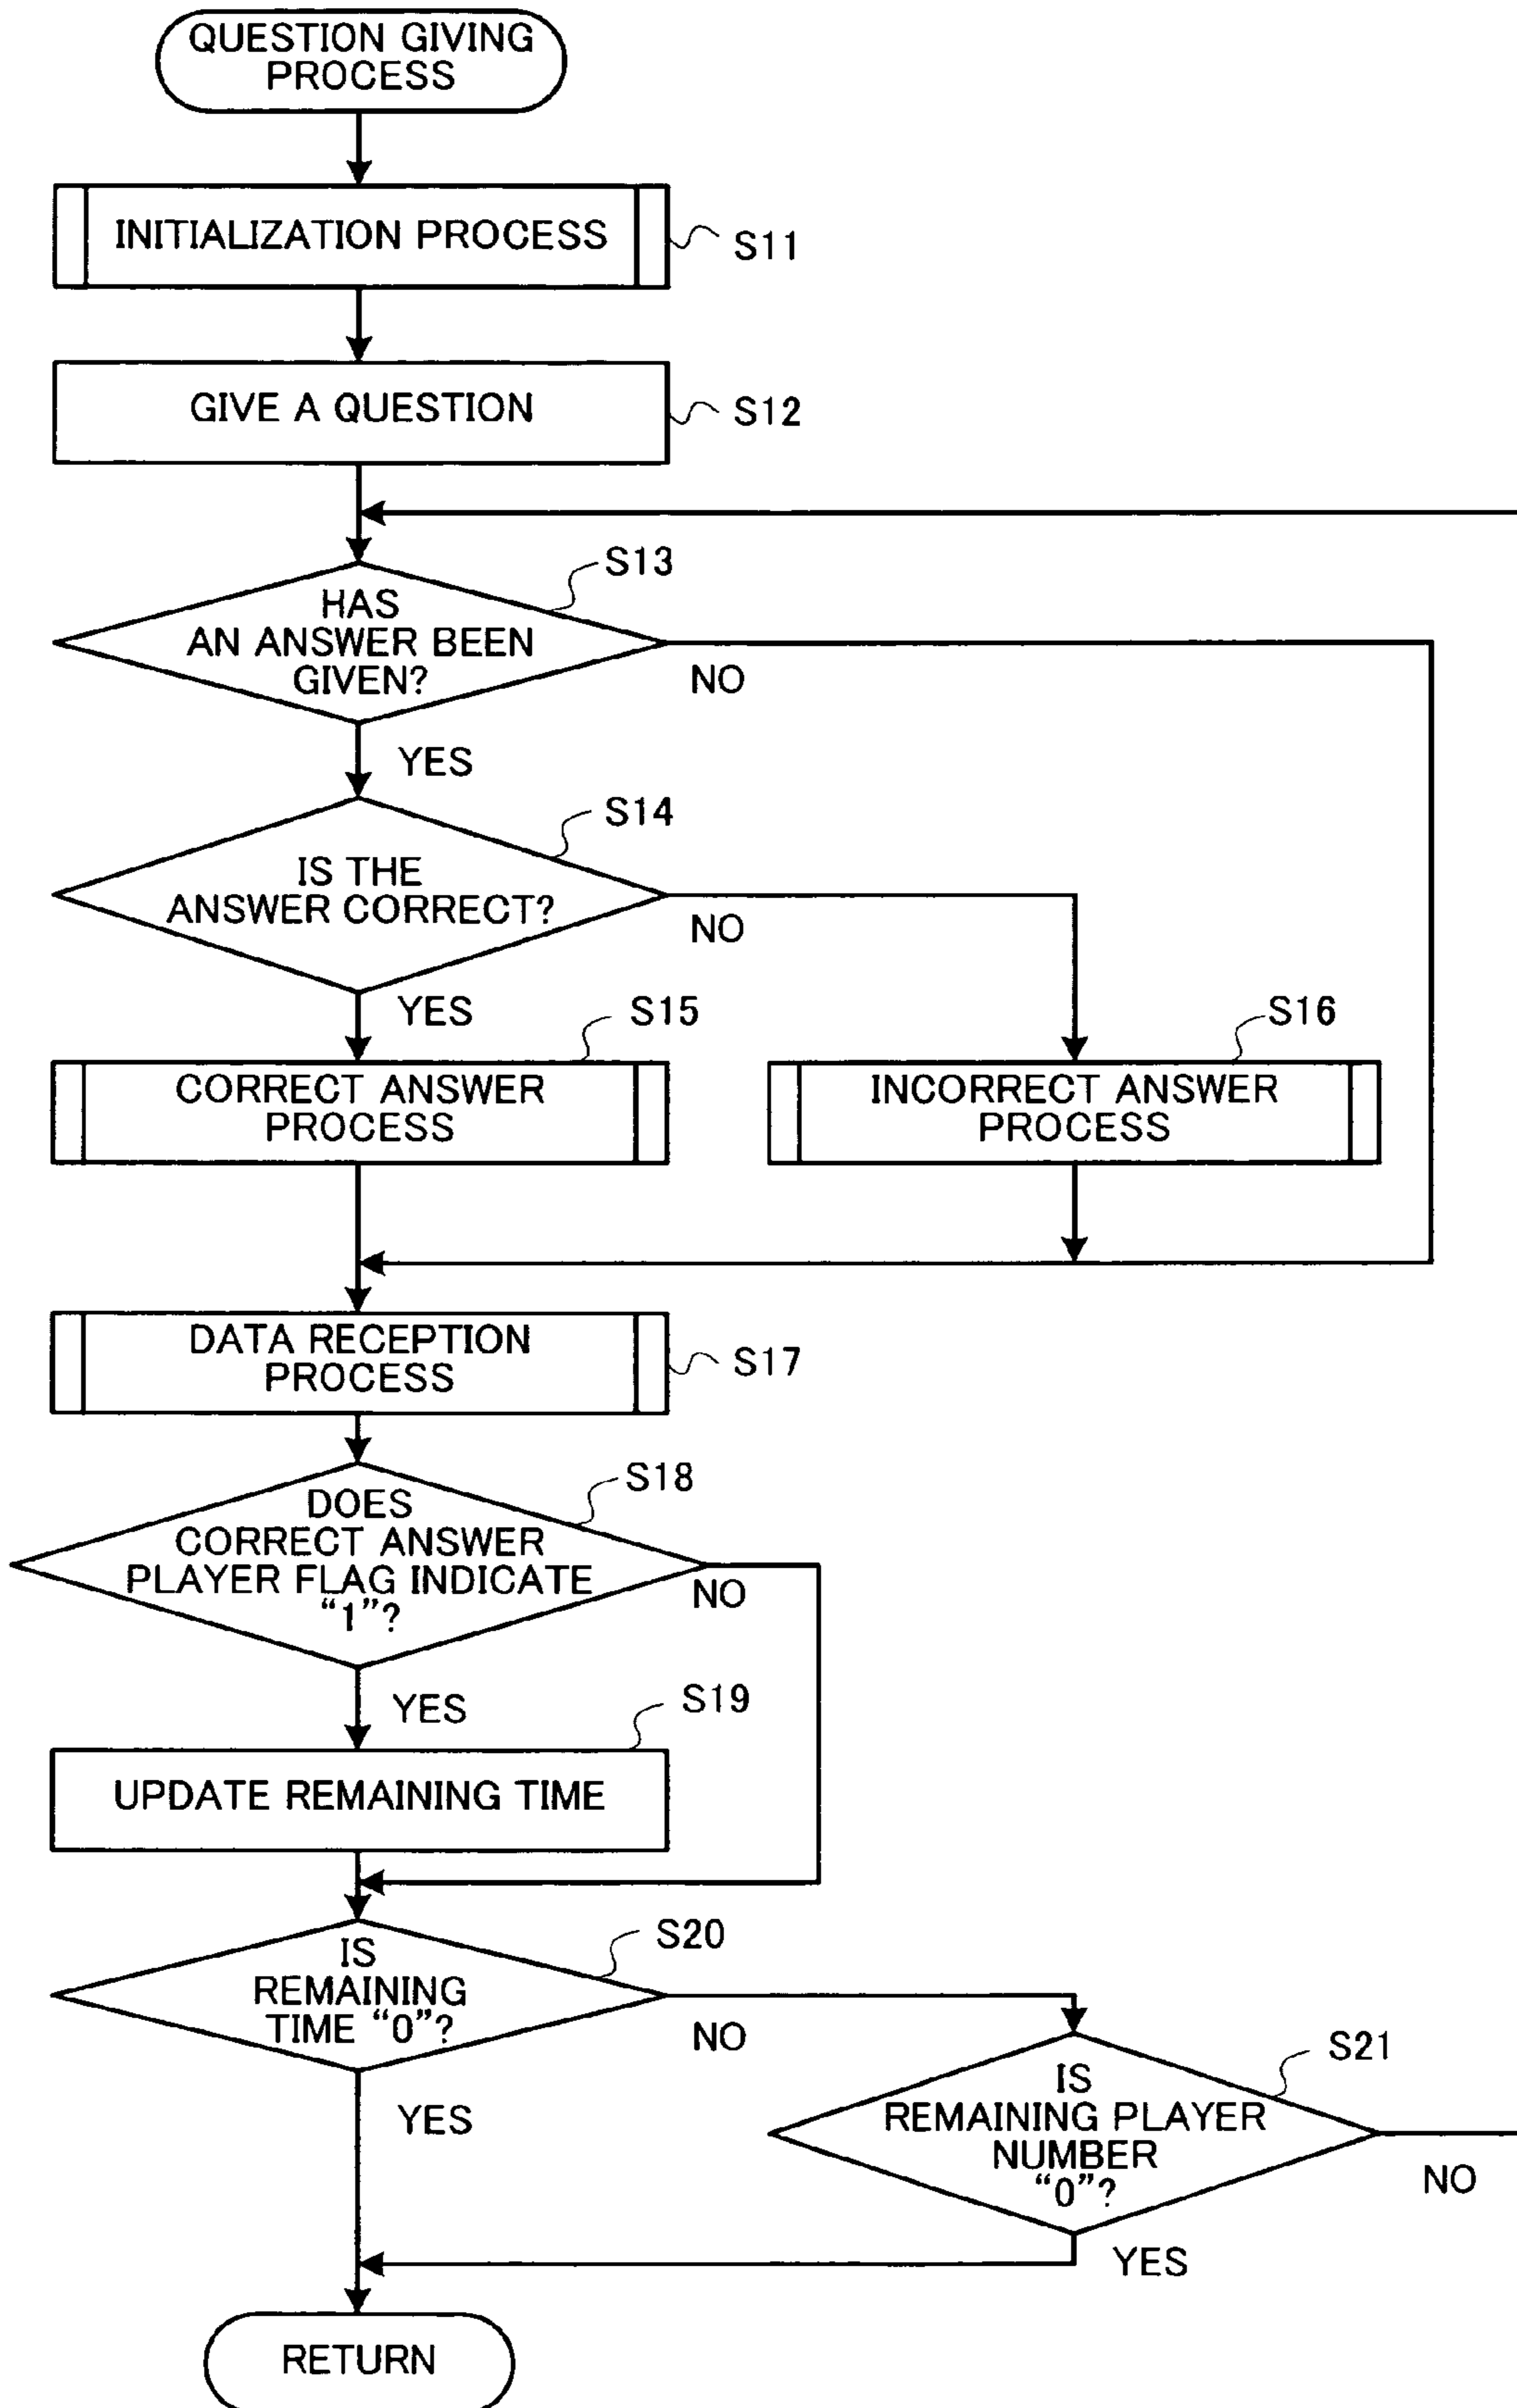 QUESTION GIVING
PROCESS
INITIALIZATION PROCESS
S11
GIVE A QUESTION
S12
S13
HAS
AN ANSWER BEEN
GIVEN?
NO
YES
S14
IS THE
ANSWER CORRECT?
NO
YES
S15
S16
CORRECT ANSWER
PROCESS
INCORRECT ANSWER
PROCESS
DATA RECEPTION
PROCESS
S17
S18
DOES
CORRECT ANSWER
PLAYER FLAG INDICATE
“1”?
NO
YES
S19
UPDATE REMAINING TIME
S20
IS
REMAINING
TIME “0”?
NO
YES
S21
IS
REMAINING PLAYER
NUMBER
“0”?
NO
YES
RETURN